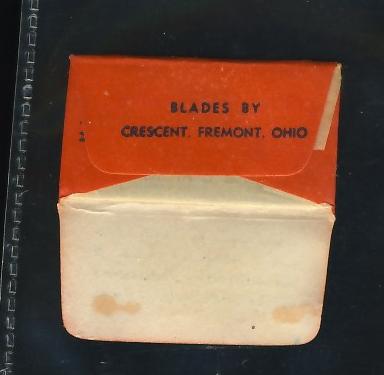 BLADES BY
CRESCENT. FREMONT. OHIO